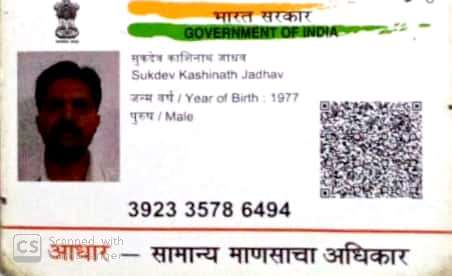 भारत सरकार
GOVERNMENT OF INDIA
सुकदेव काशिनाथ जाधव
Sukdev Kashinath Jadhav
जन्म वर्ष / Year of Birth : 1977
पुरुष / Male
3923 3578 6494
आधार — सामान्य माणसाचा अधिकार
CS Scanned with